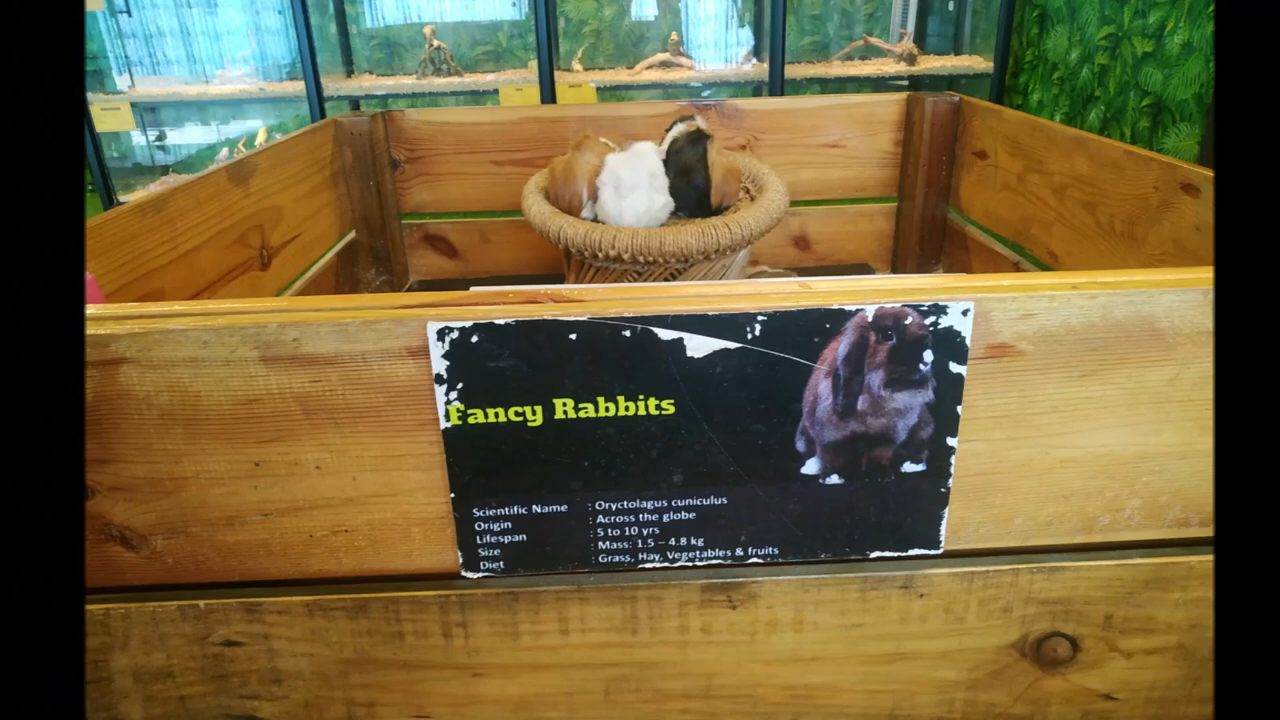 Fancy Rabbits
Scientific Name : Oryctolagus cuniculus
Origin : Across the globe
Lifespan : 5 to 10 yrs
Size : Mass: 1.5 – 4.8 kg
Diet : Grass, Hay, Vegetables & fruits